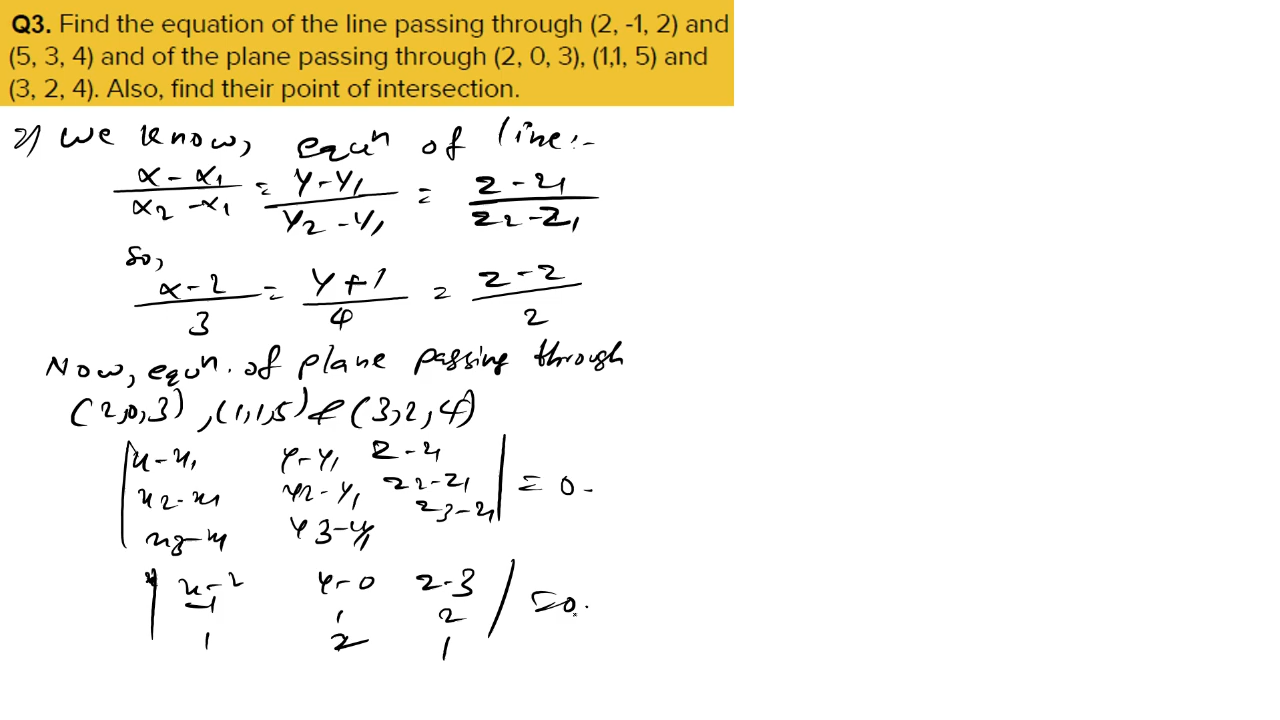 Q3. Find the equation of the line passing through (2, -1, 2) and
(5, 3, 4) and of the plane passing through (2, 0, 3), (1,1, 5) and
(3, 2, 4). Also, find their point of intersection.
2) We know, equn of line:-
x - x1 / x2 - x1 = y - y1 / y2 - y1 = z - z1 / z2 - z1
So,
x - 2 / 3 = y + 1 / 4 = z - 2 / 2
Now, equn. of plane passing through
(2,0,3), (1,1,5) & (3,2,4)
| x - x1 y - y1 z - z1
x2 - x1 y2 - y1 z2 - z1 | = 0.
x3 - x1 y3 - y1 z3 - z1
| x - 2 y - 0 z - 3 |
-1 1 2 = 0.
1 2 1